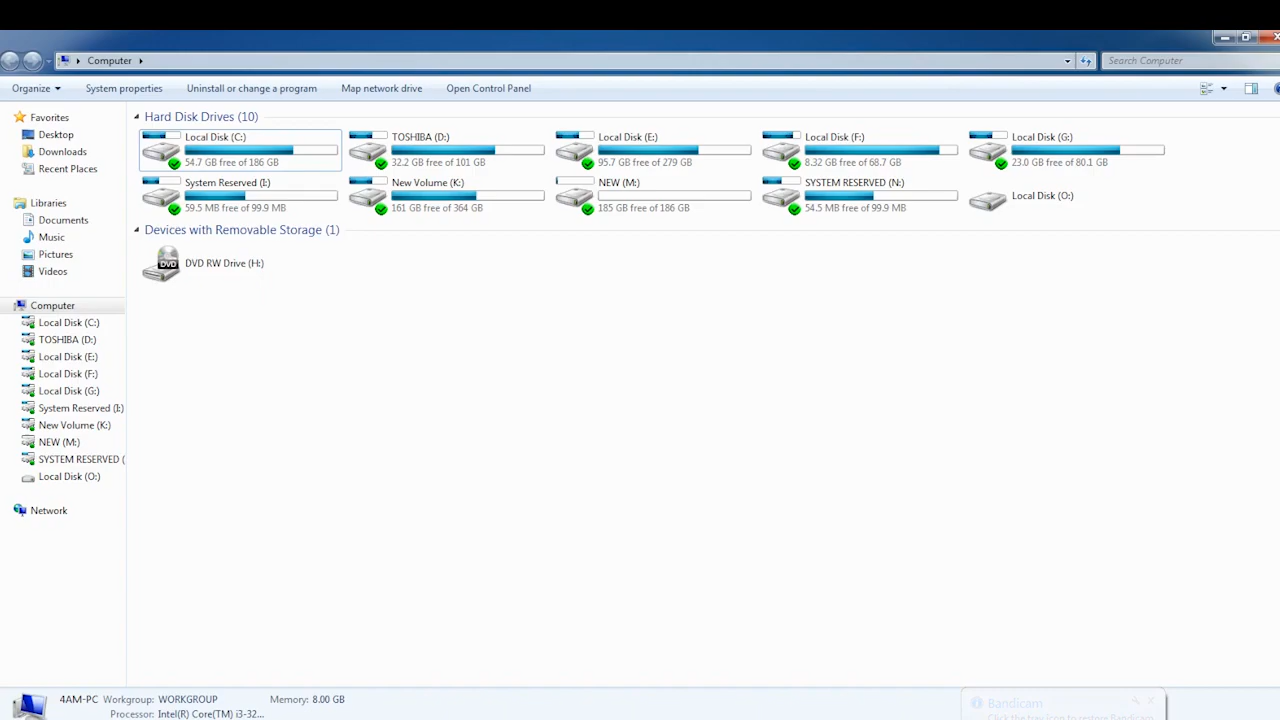 Computer
Search Computer
Organize
System properties
Uninstall or change a program
Map network drive
Open Control Panel
Favorites
Desktop
Downloads
Recent Places
Libraries
Documents
Music
Pictures
Videos
Computer
Local Disk (C:)
TOSHIBA (D:)
Local Disk (E:)
Local Disk (F:)
Local Disk (G:)
System Reserved (I:)
New Volume (K:)
NEW (M:)
SYSTEM RESERVED (
Local Disk (O:)
Network
Hard Disk Drives (10)
Local Disk (C:)
54.7 GB free of 186 GB
TOSHIBA (D:)
32.2 GB free of 101 GB
Local Disk (E:)
95.7 GB free of 279 GB
Local Disk (F:)
8.32 GB free of 68.7 GB
Local Disk (G:)
23.0 GB free of 80.1 GB
System Reserved (I:)
59.5 MB free of 99.9 MB
New Volume (K:)
161 GB free of 364 GB
NEW (M:)
185 GB free of 186 GB
SYSTEM RESERVED (N:)
54.5 MB free of 99.9 MB
Local Disk (O:)
Devices with Removable Storage (1)
DVD
DVD RW Drive (H:)
4AM-PC Workgroup: WORKGROUP Memory: 8.00 GB
Processor: Intel(R) Core(TM) i3-32...
Bandicam
Click the tray icon to restore Bandicam